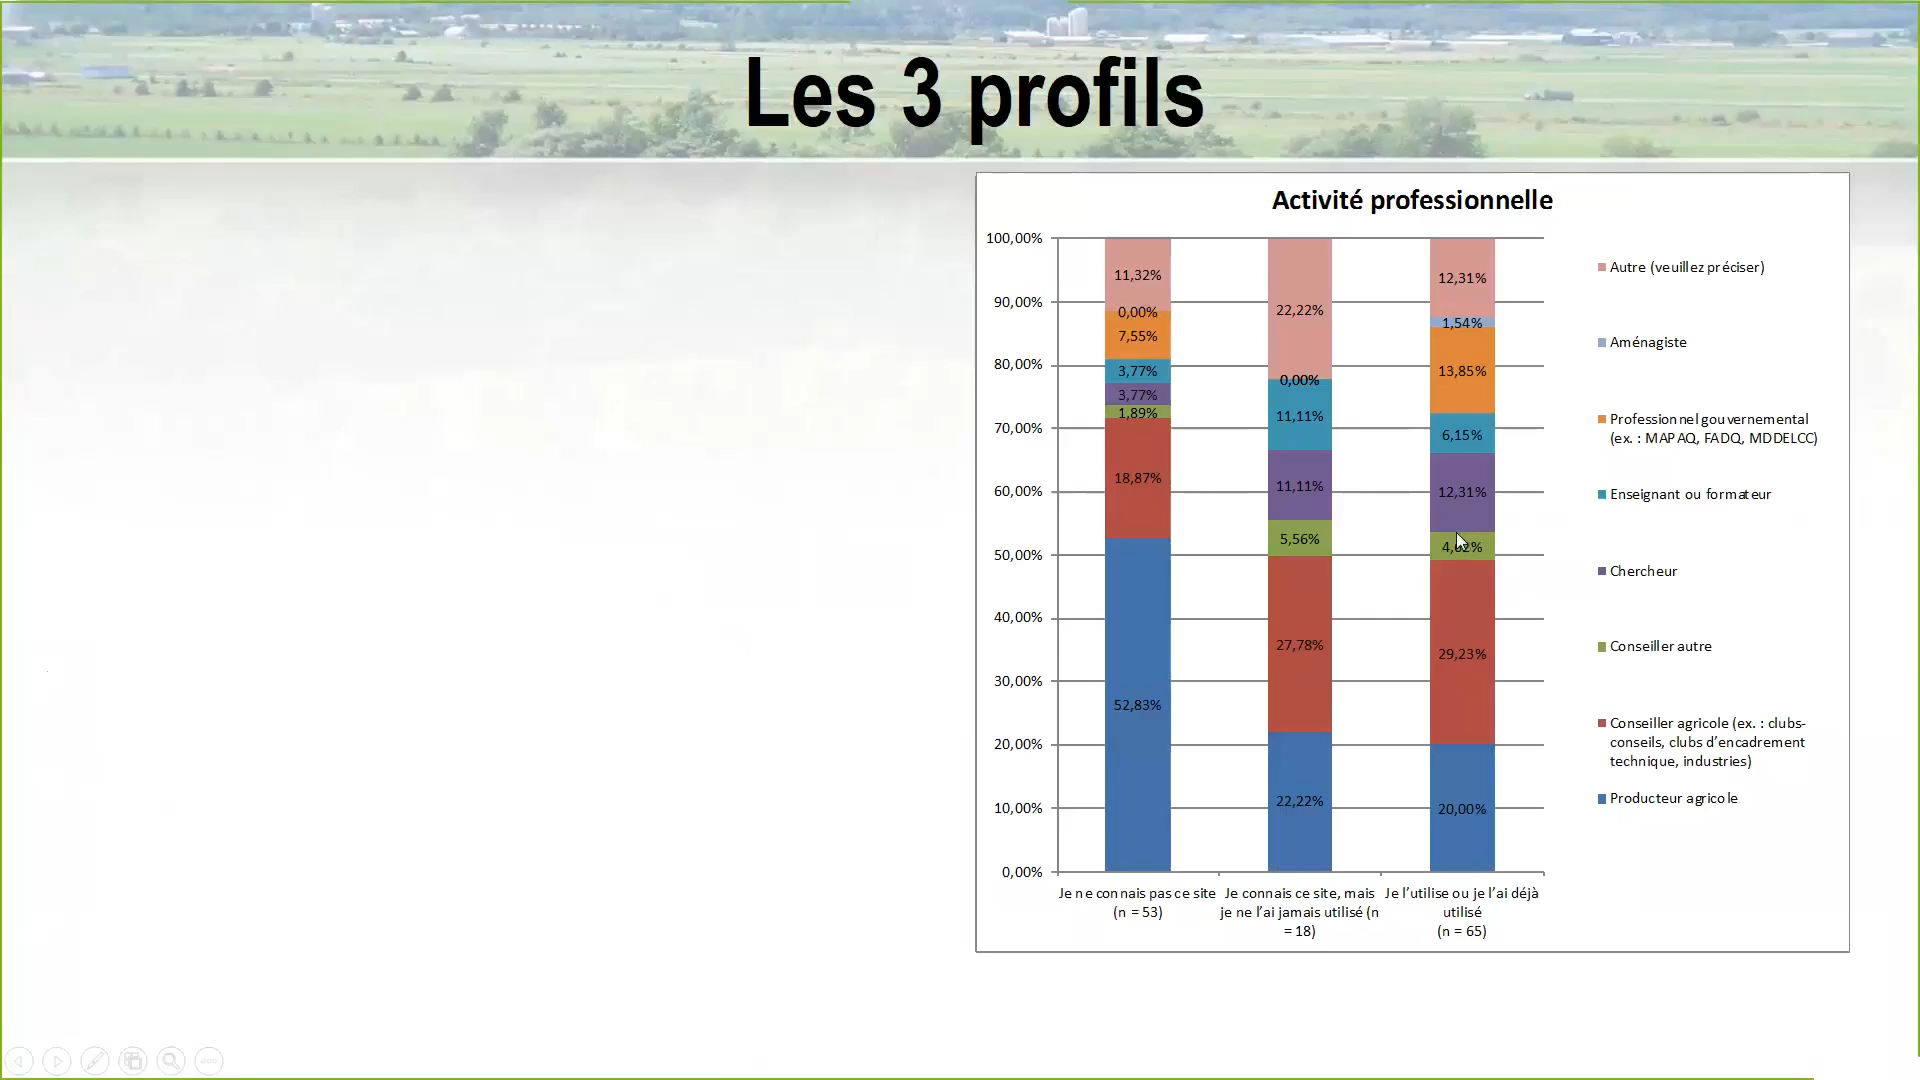 Les 3 profils
Activité professionnelle
100,00%
90,00%
80,00%
70,00%
60,00%
50,00%
40,00%
30,00%
20,00%
10,00%
0,00%
11,32%
0,00%
7,55%
3,77%
3,77%
1,89%
18,87%
52,83%
22,22%
0,00%
11,11%
11,11%
5,56%
27,78%
22,22%
12,31%
1,54%
13,85%
6,15%
12,31%
29,23%
20,00%
Je ne connais pas ce site
(n = 53)
Je connais ce site, mais
je ne l'ai jamais utilisé (n
= 18)
Je l'utilise ou je l'ai déjà
utilisé
(n = 65)
Autre (veuillez préciser)
Aménagiste
Professionnel gouvernemental
(ex. : MAPAQ, FADQ, MDDELCC)
Enseignant ou formateur
Chercheur
Conseiller autre
Conseiller agricole (ex. : clubs-
conseils, clubs d'encadrement
technique, industries)
Producteur agricole